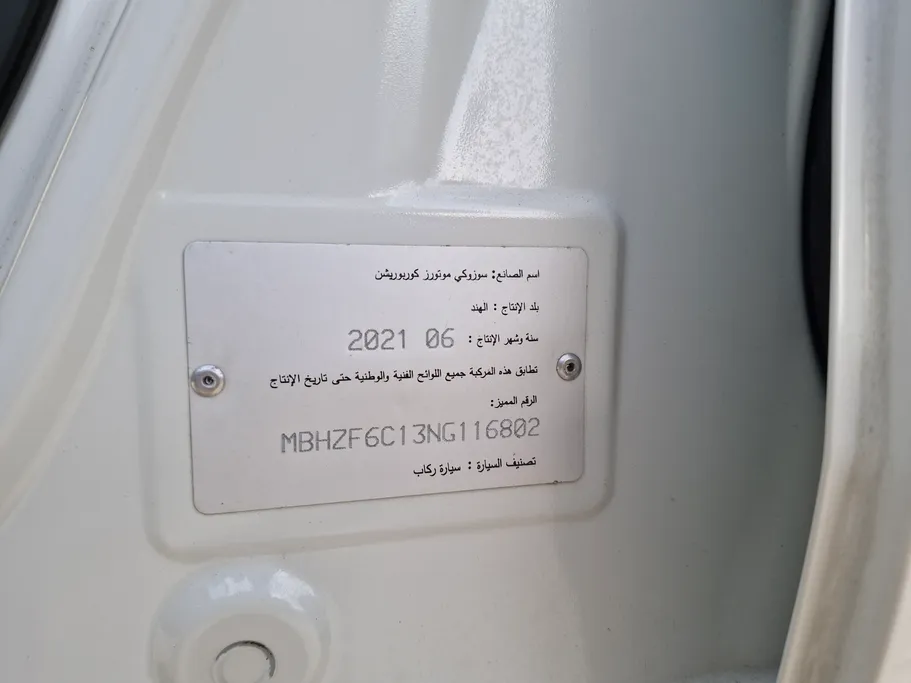 اسم الصانع: سوزوكي موتورز كوربوريشن
بلد الإنتاج : الهند
سنة وشهر الإنتاج : 06 2021
تطابق هذه المركبة جميع اللوائح الفنية والوطنية حتى تاريخ الإنتاج
الرقم المميز:
MBHZF6C13NG116802
تصنيف السيارة : سيارة ركاب